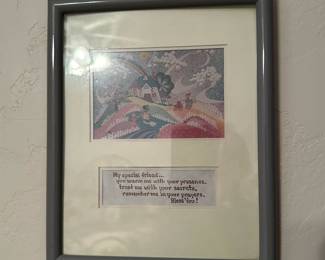 My special friend...
you warm me with your presence,
trust me with your secrets,
remember me in your prayers.
Bless You!